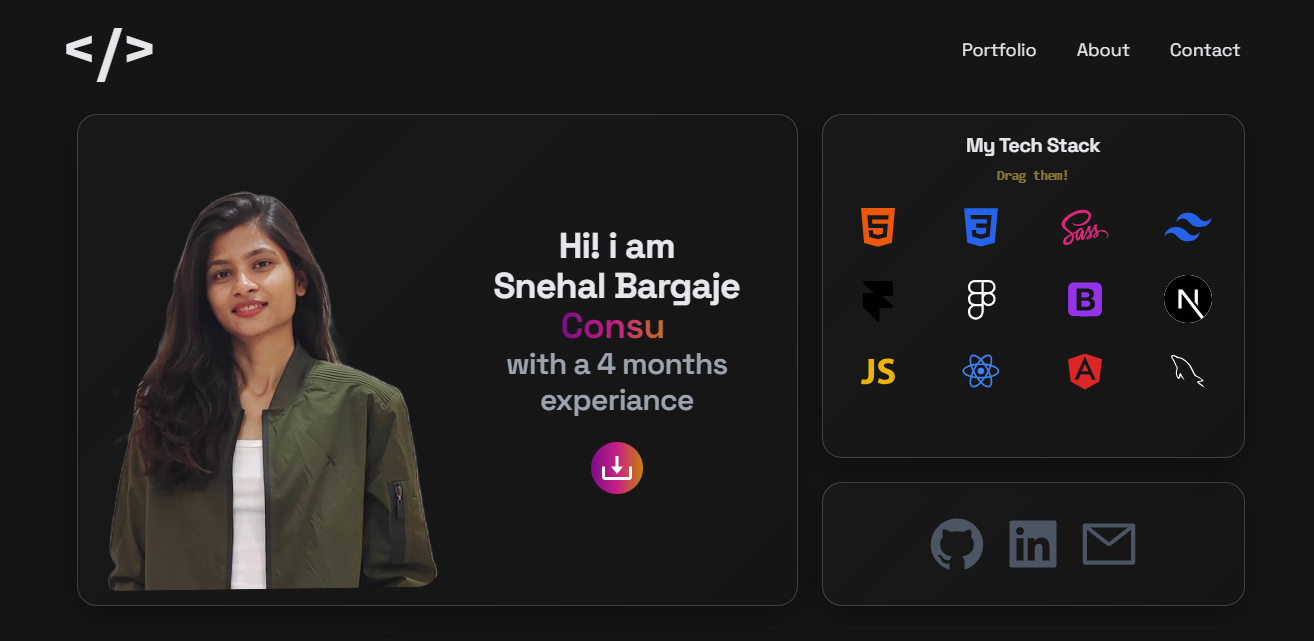 </>
Portfolio About Contact
Hi! i am
Snehal Bargaje
Consu
with a 4 months
experiance
My Tech Stack
Drag them!
5
3
Sass
B
N
JS
A
in